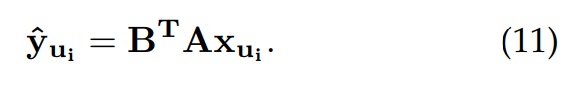 ŷ_{u_i} = B^T A x_{u_i}. (11)